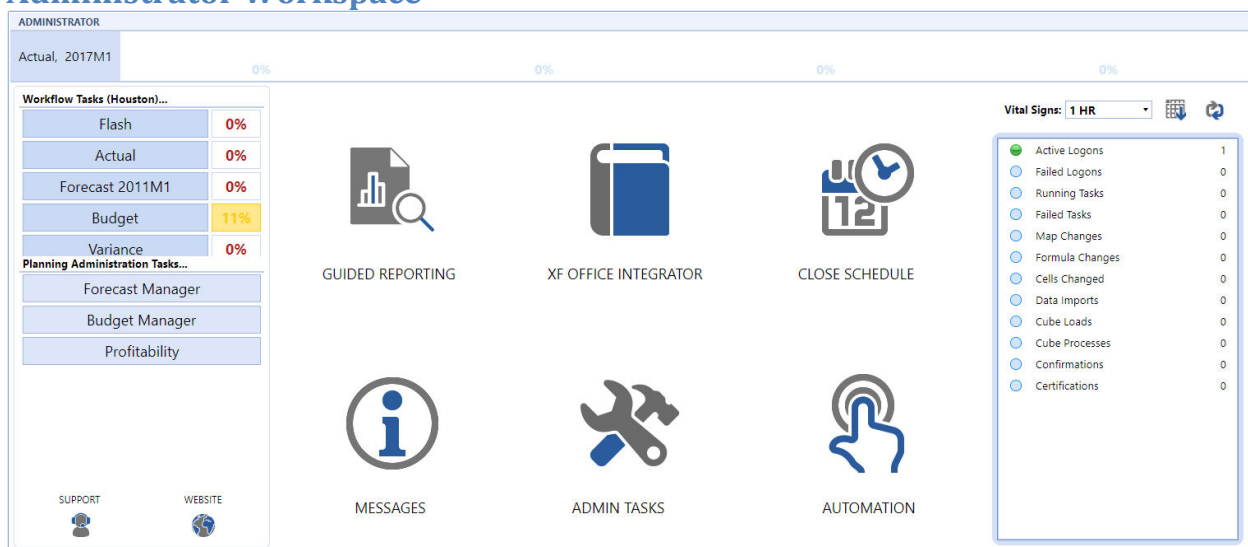 Administrator Workspace
ADMINISTRATOR
Actual, 2017M1
0% 0% 0% 0%
Workflow Tasks (Houston)...
Flash 0%
Actual 0%
Forecast 2011M1 0%
Budget 11%
Variance 0%
Planning Administration Tasks...
Forecast Manager
Budget Manager
Profitability
SUPPORT WEBSITE
GUIDED REPORTING XF OFFICE INTEGRATOR 12 CLOSE SCHEDULE
MESSAGES ADMIN TASKS AUTOMATION
Vital Signs: 1 HR
Active Logons 1
Failed Logons 0
Running Tasks 0
Failed Tasks 0
Map Changes 0
Formula Changes 0
Cells Changed 0
Data Imports 0
Cube Loads 0
Cube Processes 0
Confirmations 0
Certifications 0